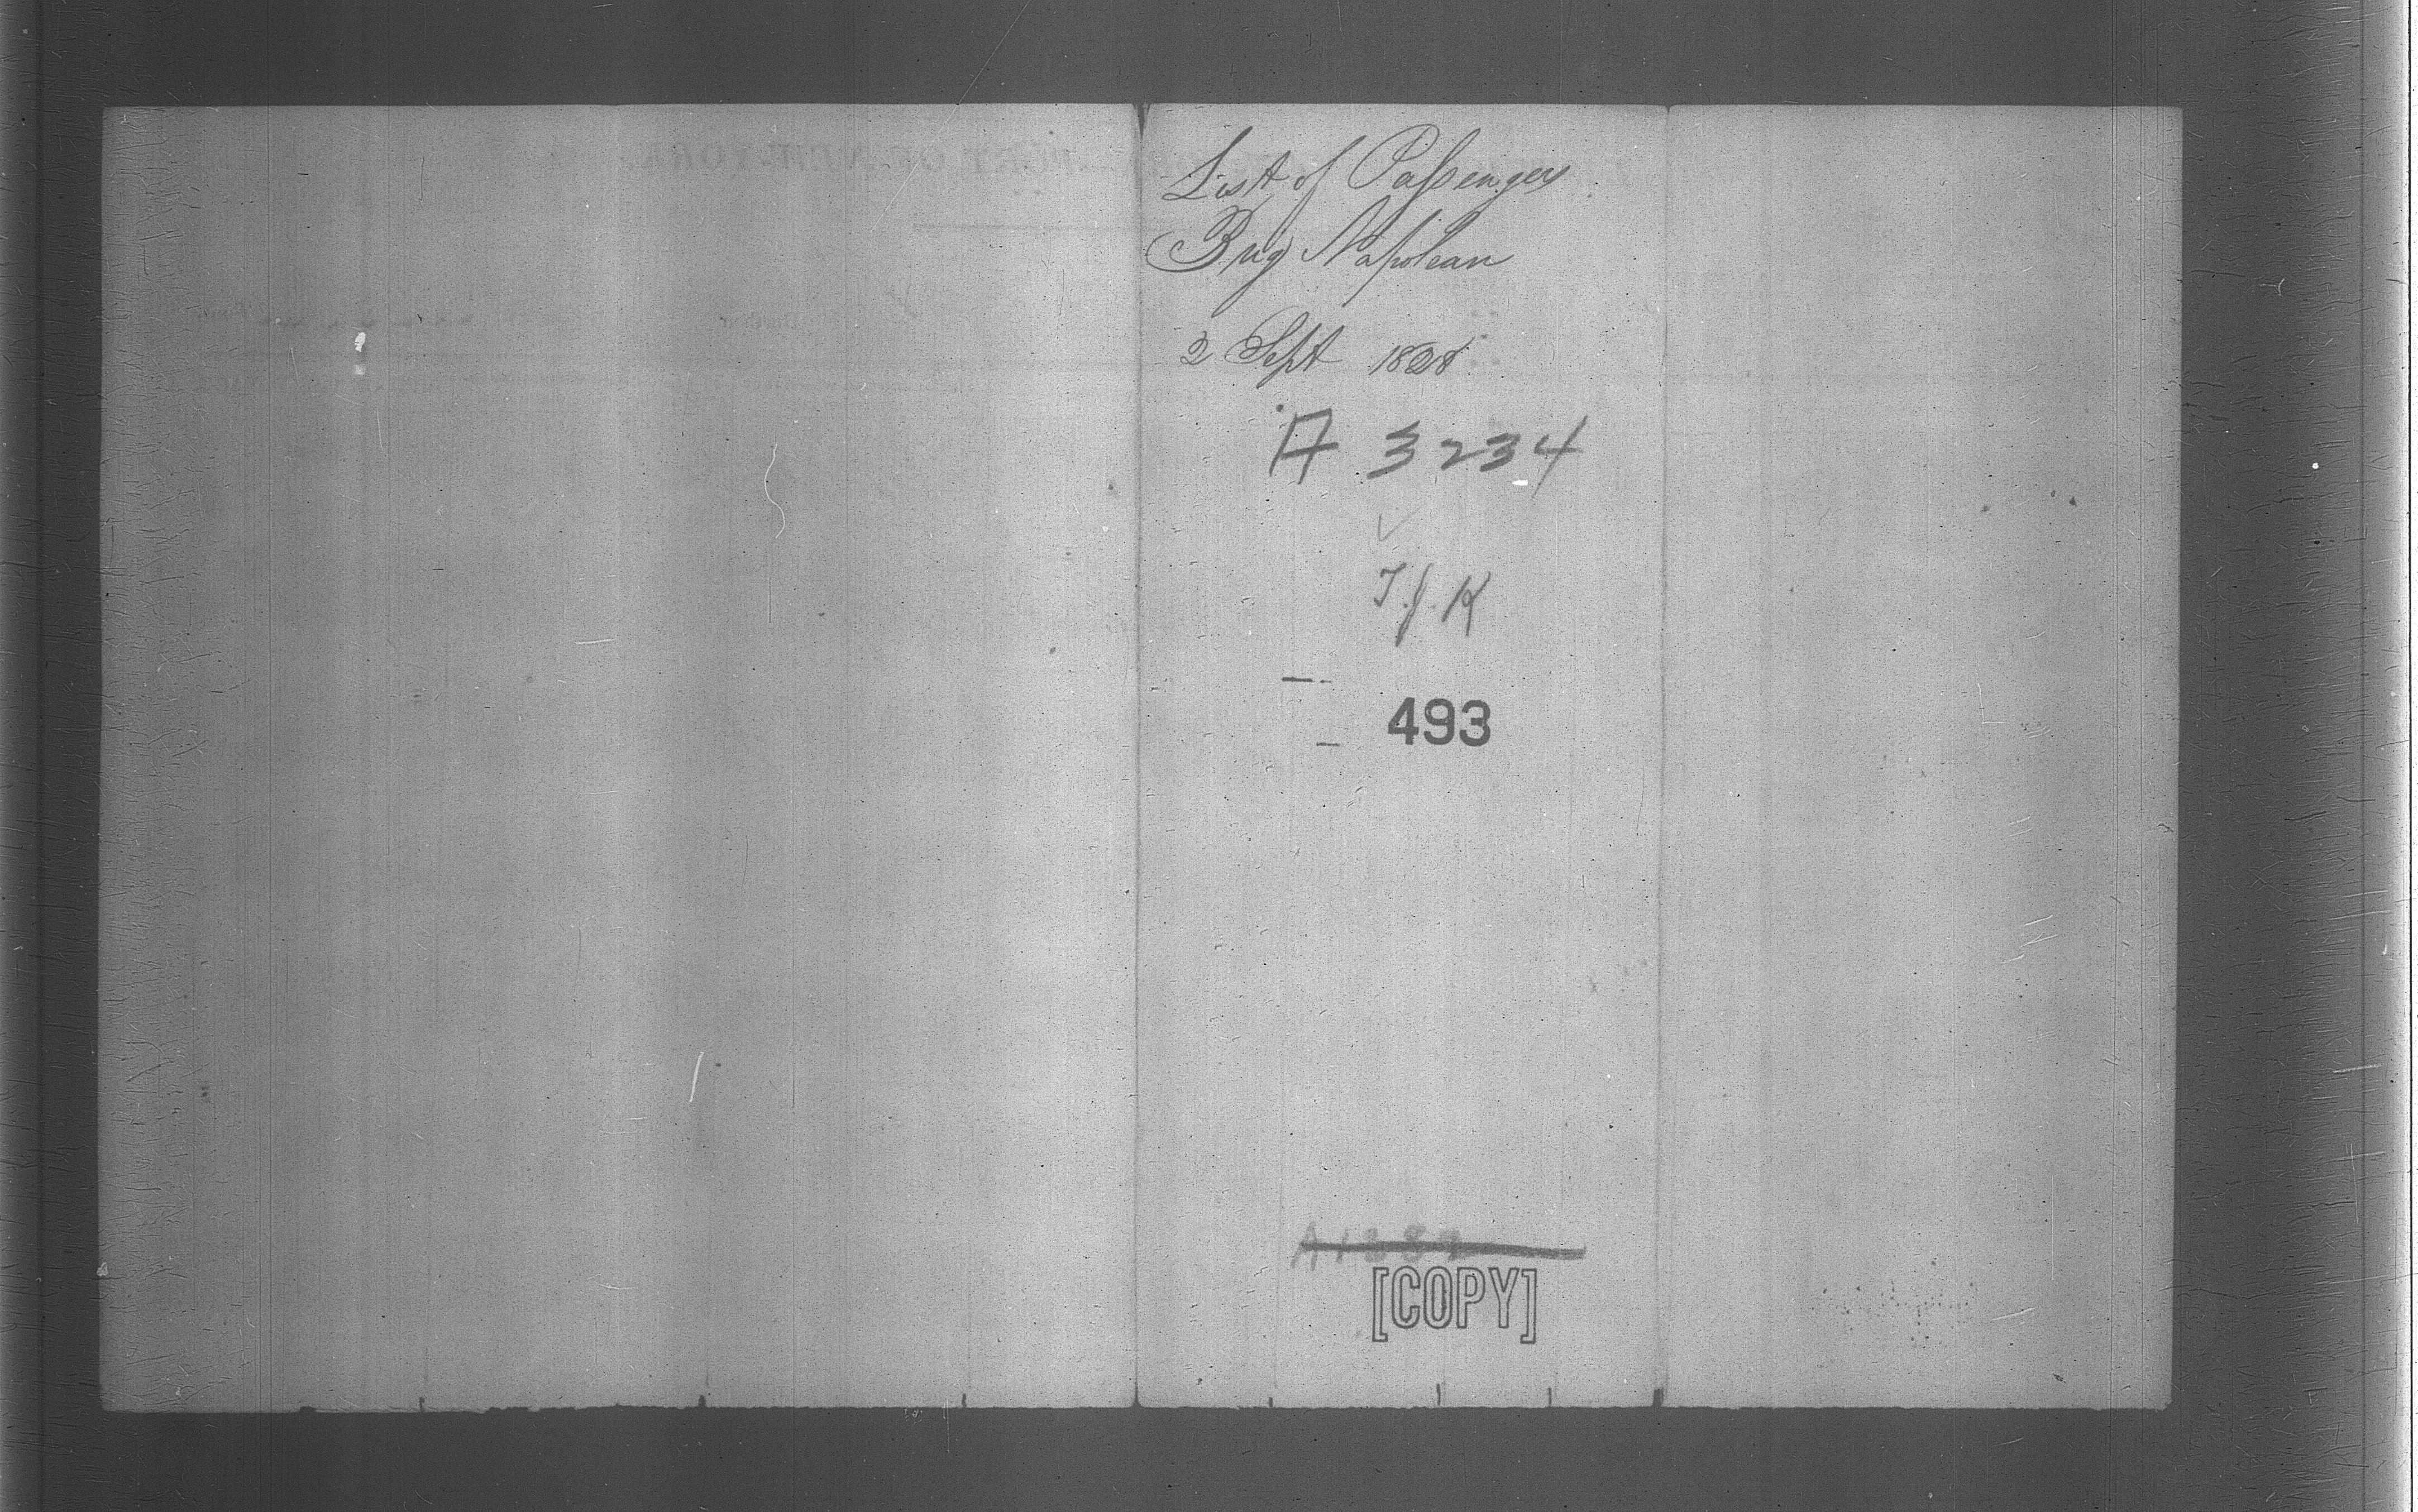 List of Passengers
Brig Napolean
2 Sept 1828
A 3234
T.J.K
493
[COPY]